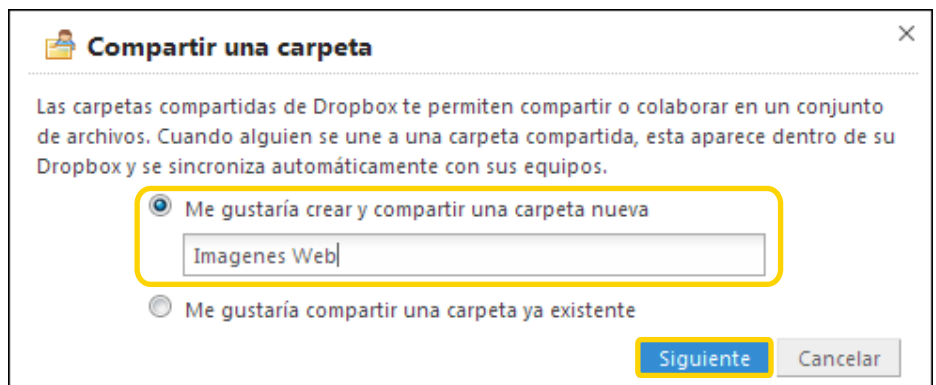 Compartir una carpeta
Las carpetas compartidas de Dropbox te permiten compartir o colaborar en un conjunto
de archivos. Cuando alguien se une a una carpeta compartida, esta aparece dentro de su
Dropbox y se sincroniza automáticamente con sus equipos.
Me gustaría crear y compartir una carpeta nueva
Imagenes Web
Me gustaría compartir una carpeta ya existente
Siguiente Cancelar